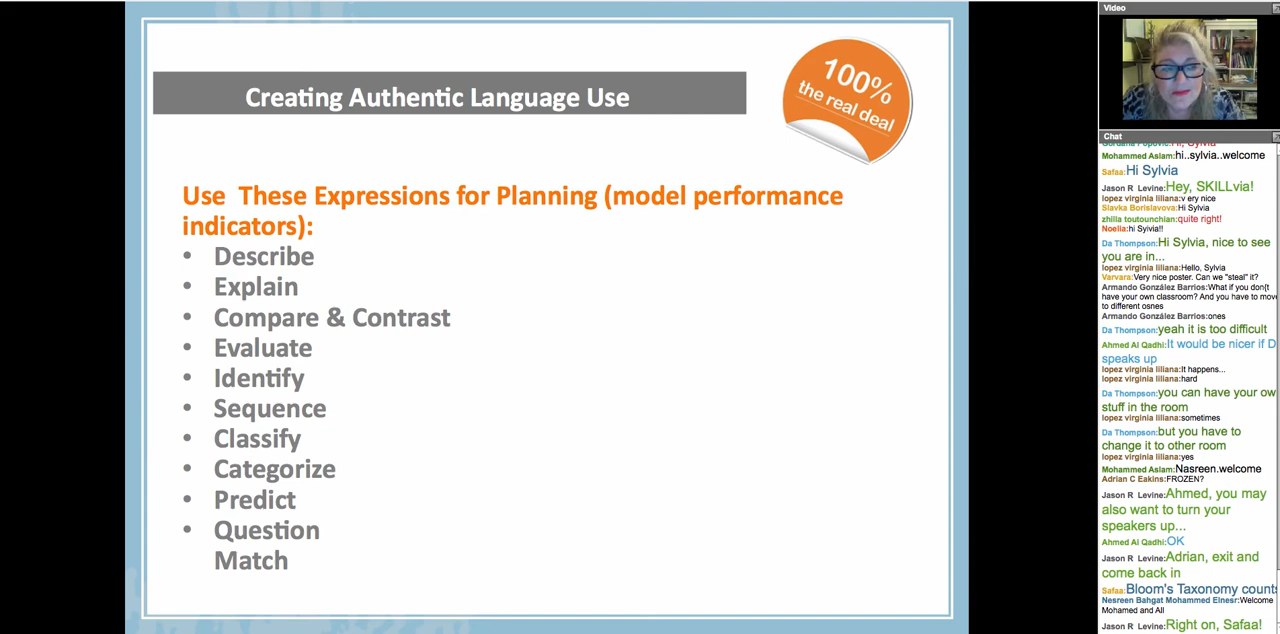 Creating Authentic Language Use
100%
the real deal
Use These Expressions for Planning (model performance
indicators):
• Describe
• Explain
• Compare & Contrast
• Evaluate
• Identify
• Sequence
• Classify
• Categorize
• Predict
• Question
Match
Video
Chat
Mohammed Aslam:hi..sylvia..welcome
Safaa:Hi Sylvia
Jason R Levine:Hey, SKILLvia!
lopez virginia liliana:v ery nice
Slavka Borislavova:Hi Sylvia
zhilla toutounchian:quite right!
Noelia:hi Sylvia!!
Da Thompson:Hi Sylvia, nice to see
you are in...
lopez virginia liliana:Hello, Sylvia
Varvara:Very nice poster. Can we "steal" it?
Armando González Barrios:What if you don{t
have your own classroom? And you have to move
to different osnes
Armando González Barrios:ones
Da Thompson:yeah it is too difficult
Ahmed Al Qadhi:It would be nicer if D
speaks up
lopez virginia liliana:It happens...
lopez virginia liliana:hard
Da Thompson:you can have your ow
stuff in the room
lopez virginia liliana:sometimes
Da Thompson:but you have to
change it to other room
lopez virginia liliana:yes
Mohammed Aslam:Nasreen.welcome
Adrian C Eakins:FROZEN?
Jason R Levine:Ahmed, you may
also want to turn your
speakers up...
Ahmed Al Qadhi:OK
Jason R Levine:Adrian, exit and
come back in
Safaa:Bloom's Taxonomy counts
Nesreen Bahgat Mohammed Elnesr:Welcome
Mohamed and All
Jason R Levine:Right on, Safaa!